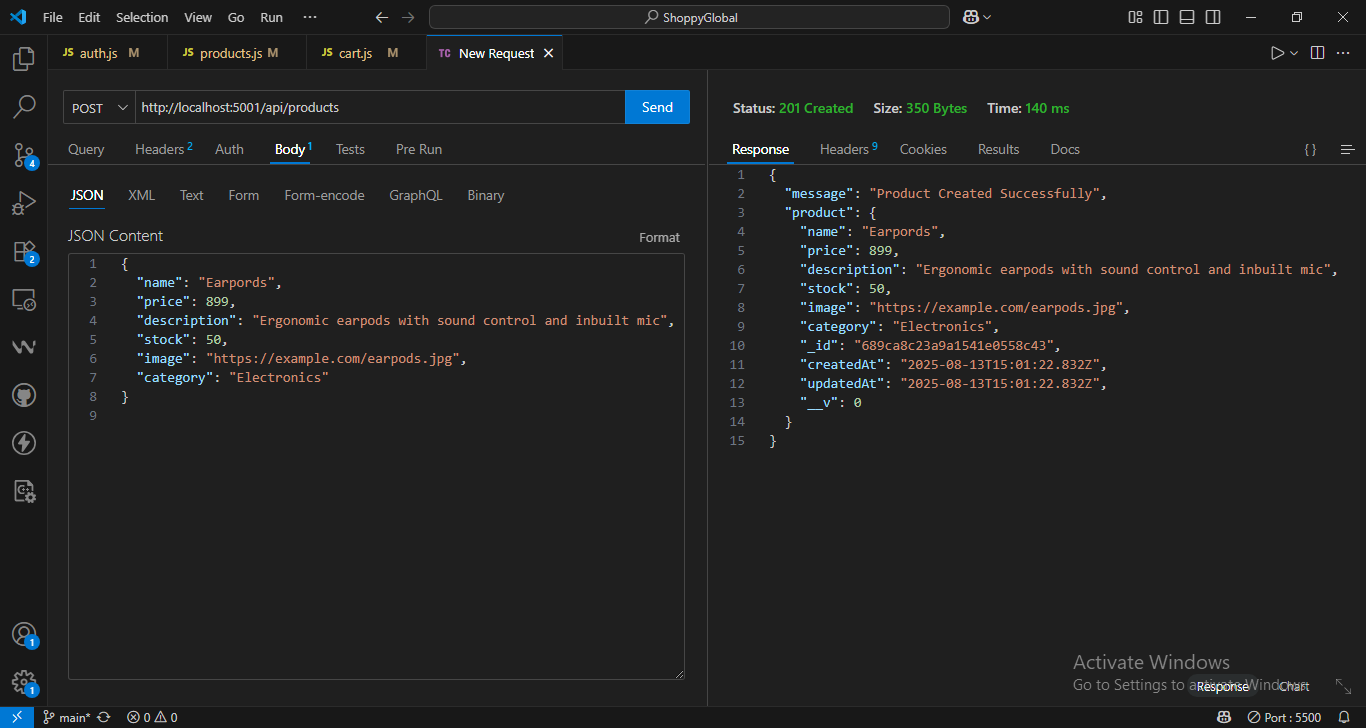 File Edit Selection View Go Run ··· ShoppyGlobal
JS auth.js M JS products.js M JS cart.js M TC New Request
POST http://localhost:5001/api/products Send
Query Headers 2 Auth Body 1 Tests Pre Run
JSON XML Text Form Form-encode GraphQL Binary
JSON Content Format
1 {
2 "name": "Earpords",
3 "price": 899,
4 "description": "Ergonomic earpods with sound control and inbuilt mic",
5 "stock": 50,
6 "image": "https://example.com/earpods.jpg",
7 "category": "Electronics"
8 }
9
Status: 201 Created Size: 350 Bytes Time: 140 ms
Response Headers 9 Cookies Results Docs { }
1 {
2 "message": "Product Created Successfully",
3 "product": {
4 "name": "Earpords",
5 "price": 899,
6 "description": "Ergonomic earpods with sound control and inbuilt mic",
7 "stock": 50,
8 "image": "https://example.com/earpods.jpg",
9 "category": "Electronics",
10 "_id": "689ca8c23a9a1541e0558c43",
11 "createdAt": "2025-08-13T15:01:22.832Z",
12 "updatedAt": "2025-08-13T15:01:22.832Z",
13 "__v": 0
14 }
15 }
4
2
1
1
Activate Windows
Go to Settings to activate Windows.
Response Chart
main* 0 0 Port : 5500